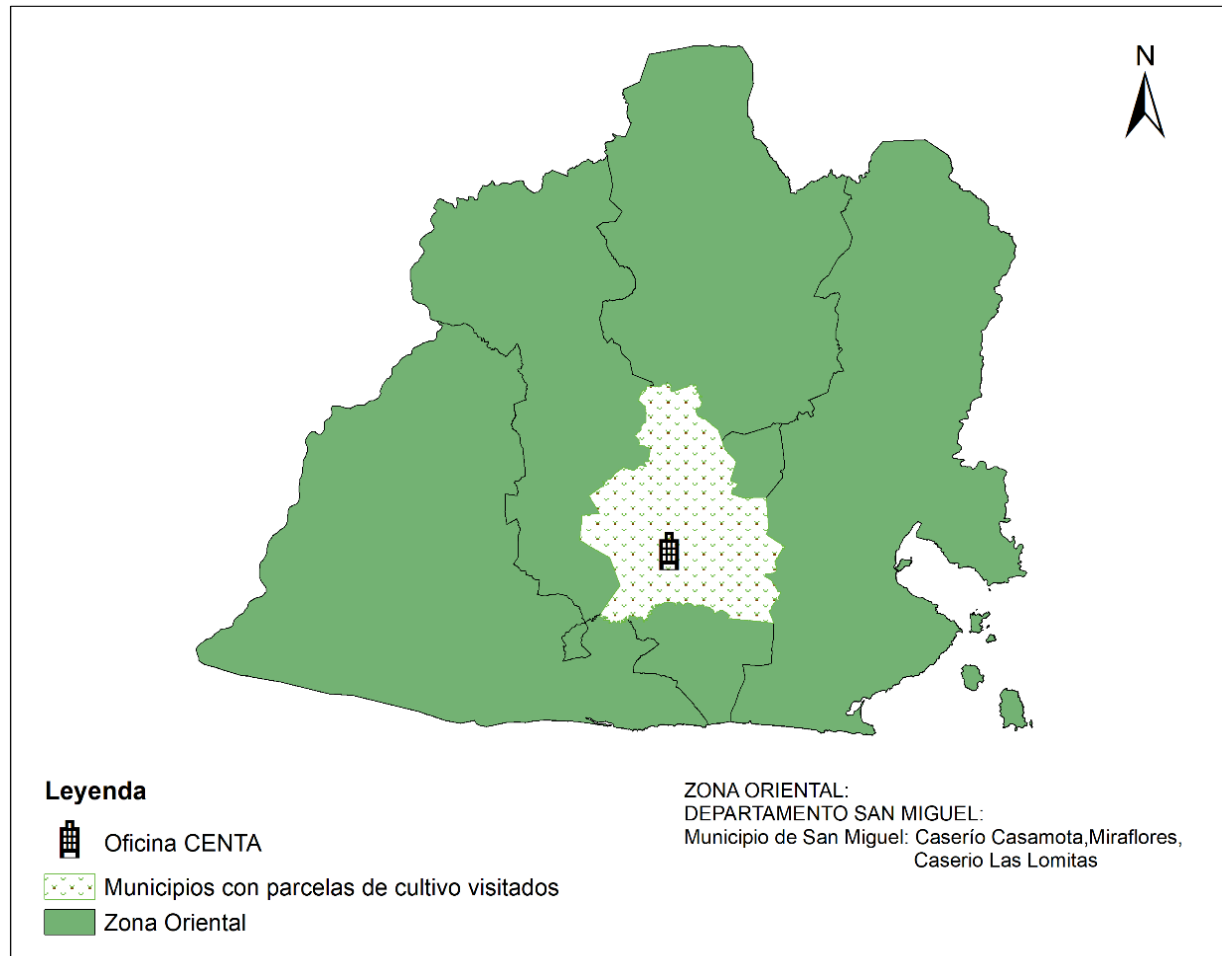 N
Leyenda
Oficina CENTA
Municipios con parcelas de cultivo visitados
Zona Oriental
ZONA ORIENTAL:
DEPARTAMENTO SAN MIGUEL:
Municipio de San Miguel: Caserío Casamota,Miraflores,
Caserio Las Lomitas